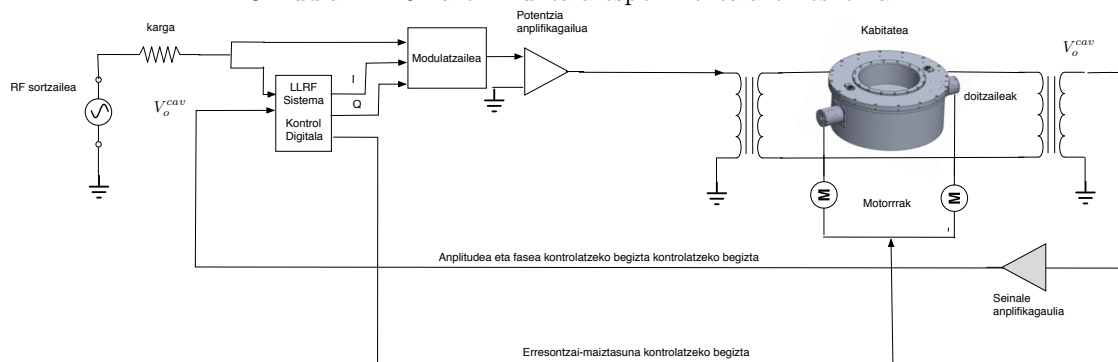 Potentzia
anplifikagailua
karga
Kabitatea
V_o^{cav}
Modulatzailea
RF sortzailea
LLRF
Sistema
Kontrol
Digitala
I
Q
V_o^{cav}
doitzaileak
M
M
Motorrrak
Anplitudea eta fasea kontrolatzeko begizta kontrolatzeko begizta
Seinale
anplifikagaulia
Erresontzai-maiztasuna kontrolatzeko begizta